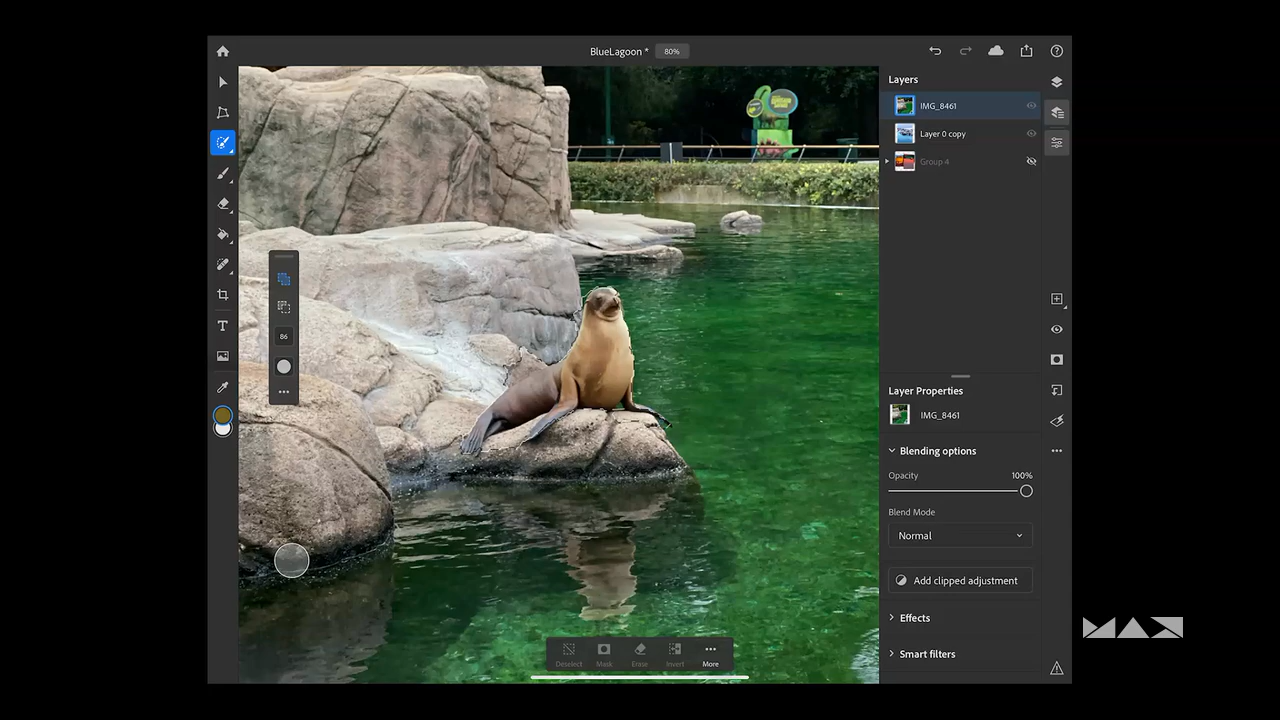 BlueLagoon *
80%
Layers
IMG_8461
Layer 0 copy
Group 4
86
Layer Properties
IMG_8461
Blending options
Opacity
100%
Blend Mode
Normal
Add clipped adjustment
Effects
Smart filters
Deselect
Mask
Erase
Invert
More
MAX